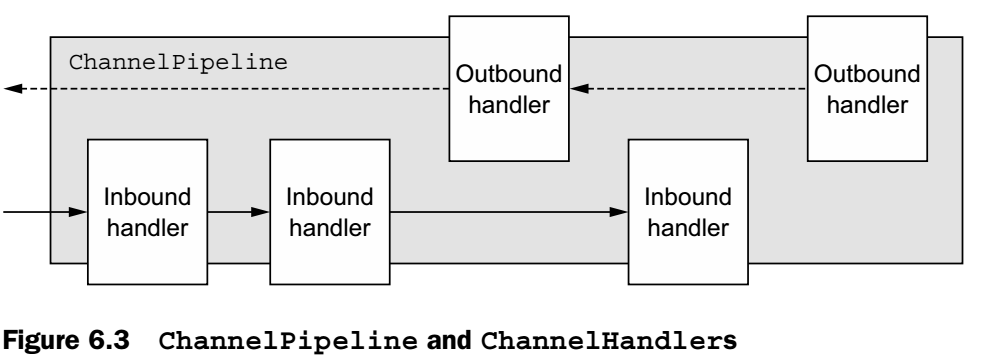 ChannelPipeline
Outbound
handler
Outbound
handler
Inbound
handler
Inbound
handler
Inbound
handler
Figure 6.3 ChannelPipeline and ChannelHandlers